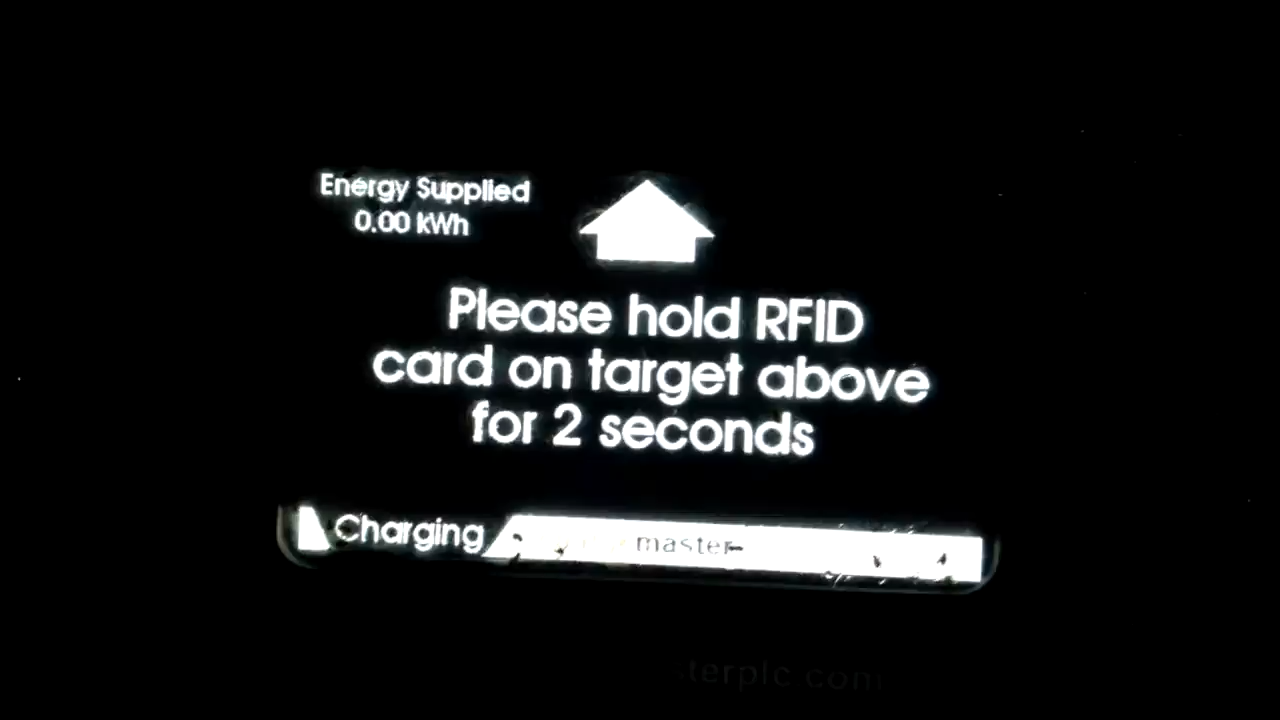 Energy Supplied
0.00 kWh
Please hold RFID
card on target above
for 2 seconds
Charging
master